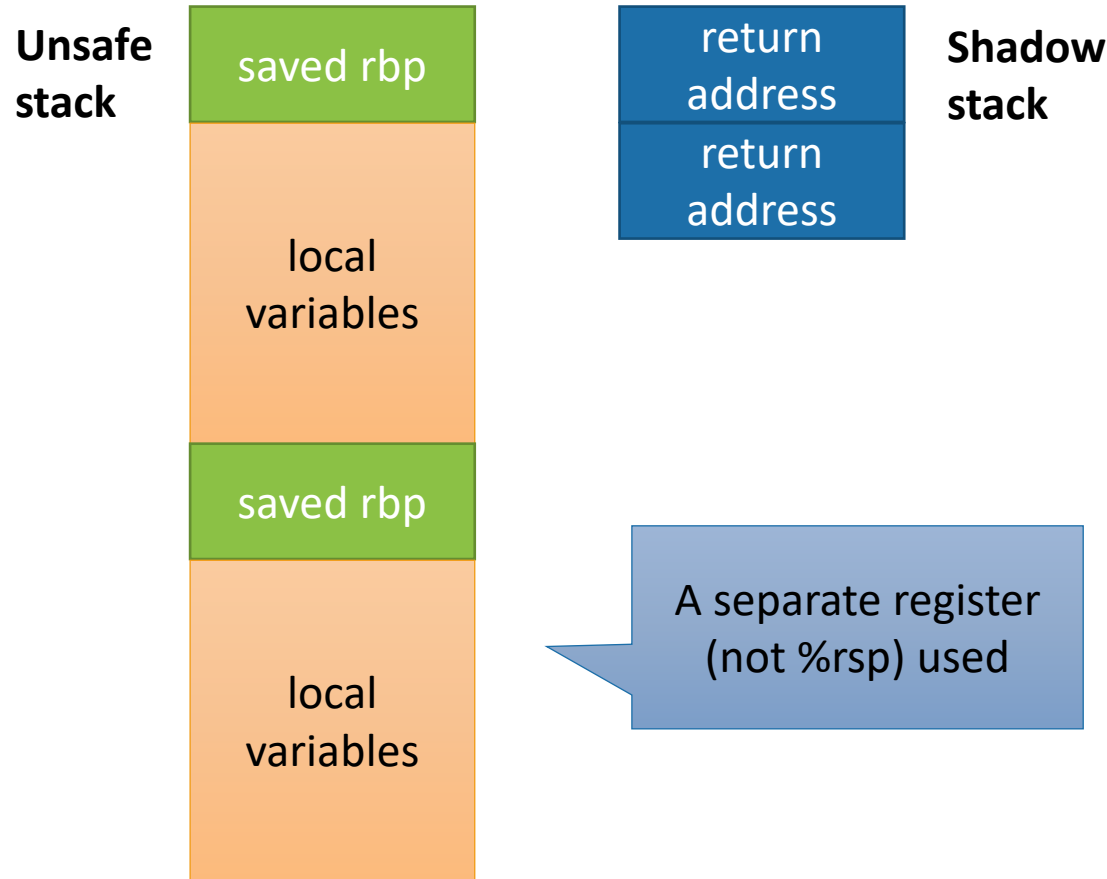 Unsafe
stack
saved rbp
local
variables
saved rbp
local
variables
return
address
return
address
Shadow
stack
A separate register
(not %rsp) used